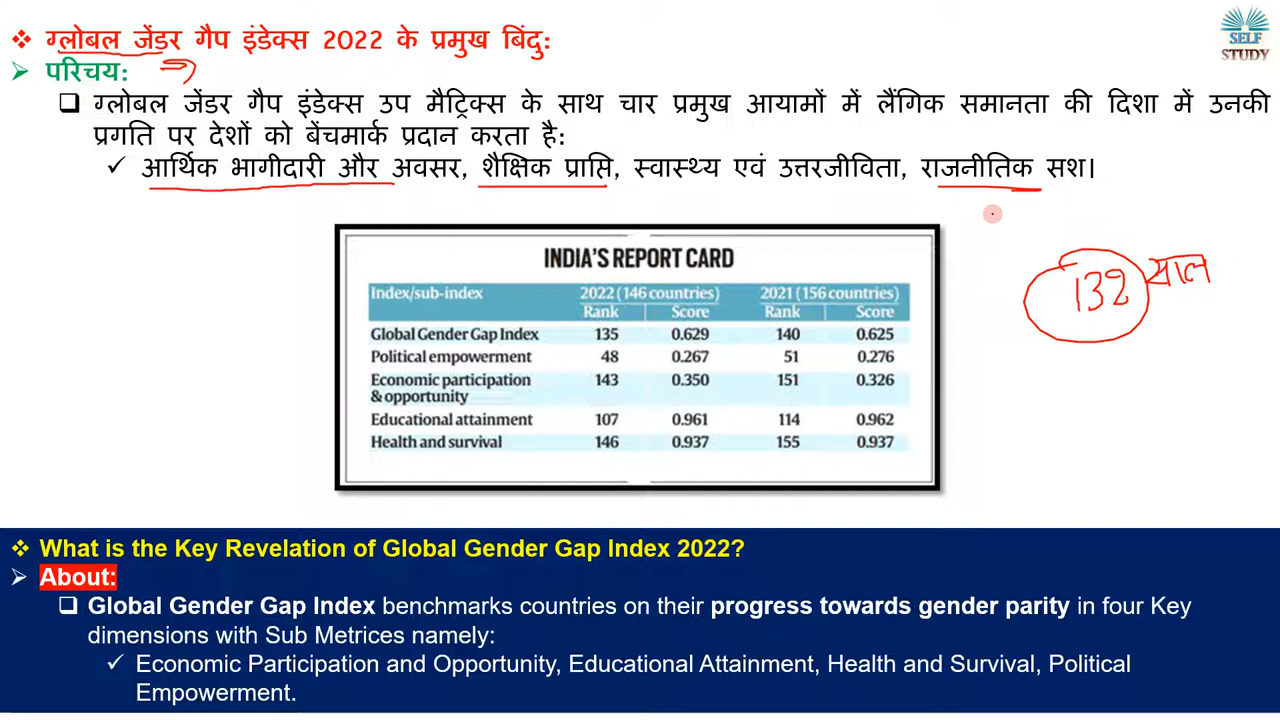 ❖ ग्लोबल जेंडर गैप इंडेक्स 2022 के प्रमुख बिंदु:
SELF
STUDY
➢ परिचय:
❑ ग्लोबल जेंडर गैप इंडेक्स उप मैट्रिक्स के साथ चार प्रमुख आयामों में लैंगिक समानता की दिशा में उनकी
प्रगति पर देशों को बेंचमार्क प्रदान करता है:
✓ आर्थिक भागीदारी और अवसर, शैक्षिक प्राप्ति, स्वास्थ्य एवं उत्तरजीविता, राजनीतिक सश।
132 साल
INDIA'S REPORT CARD
Index/sub-index 2022 (146 countries) 2021 (156 countries)
Rank Score Rank Score
Global Gender Gap Index 135 0.629 140 0.625
Political empowerment 48 0.267 51 0.276
Economic participation 143 0.350 151 0.326
& opportunity
Educational attainment 107 0.961 114 0.962
Health and survival 146 0.937 155 0.937
❖ What is the Key Revelation of Global Gender Gap Index 2022?
➢ About:
❑ Global Gender Gap Index benchmarks countries on their progress towards gender parity in four Key
dimensions with Sub Metrices namely:
✓ Economic Participation and Opportunity, Educational Attainment, Health and Survival, Political
Empowerment.